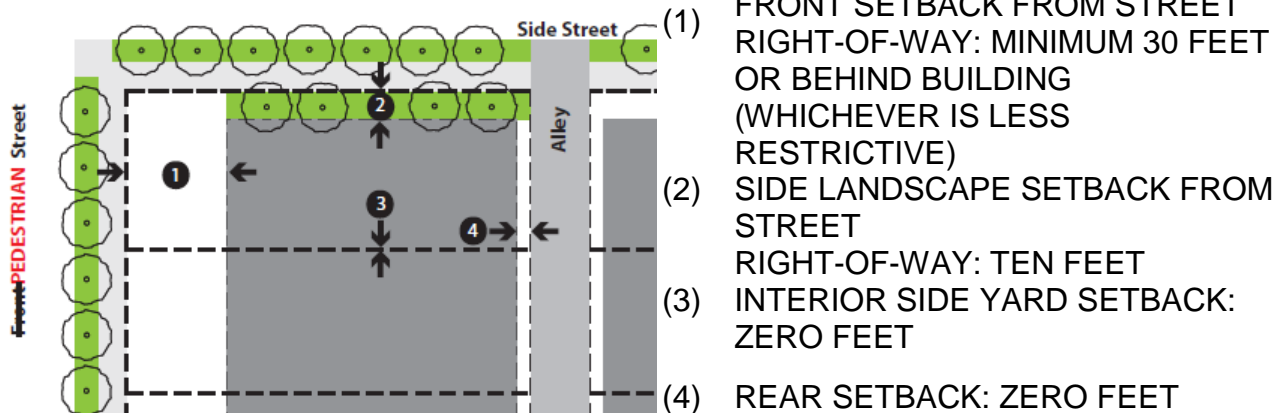 Side Street
Alley
Front PEDESTRIAN Street
1
2
3
4
(1) FRONT SETBACK FROM STREET
RIGHT-OF-WAY: MINIMUM 30 FEET
OR BEHIND BUILDING
(WHICHEVER IS LESS
RESTRICTIVE)
(2) SIDE LANDSCAPE SETBACK FROM
STREET
RIGHT-OF-WAY: TEN FEET
(3) INTERIOR SIDE YARD SETBACK:
ZERO FEET
(4) REAR SETBACK: ZERO FEET